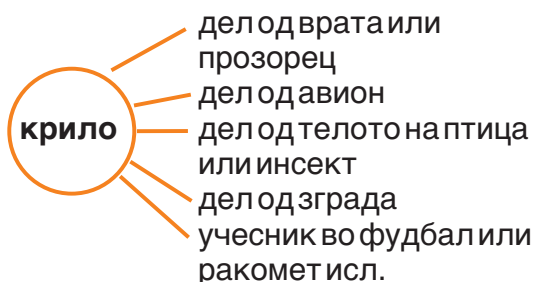 дел од врата или
прозорец
дел од авион
крило
дел од телото на птица
или инсект
дел од зграда
учесник во фудбал или
ракомет исл.